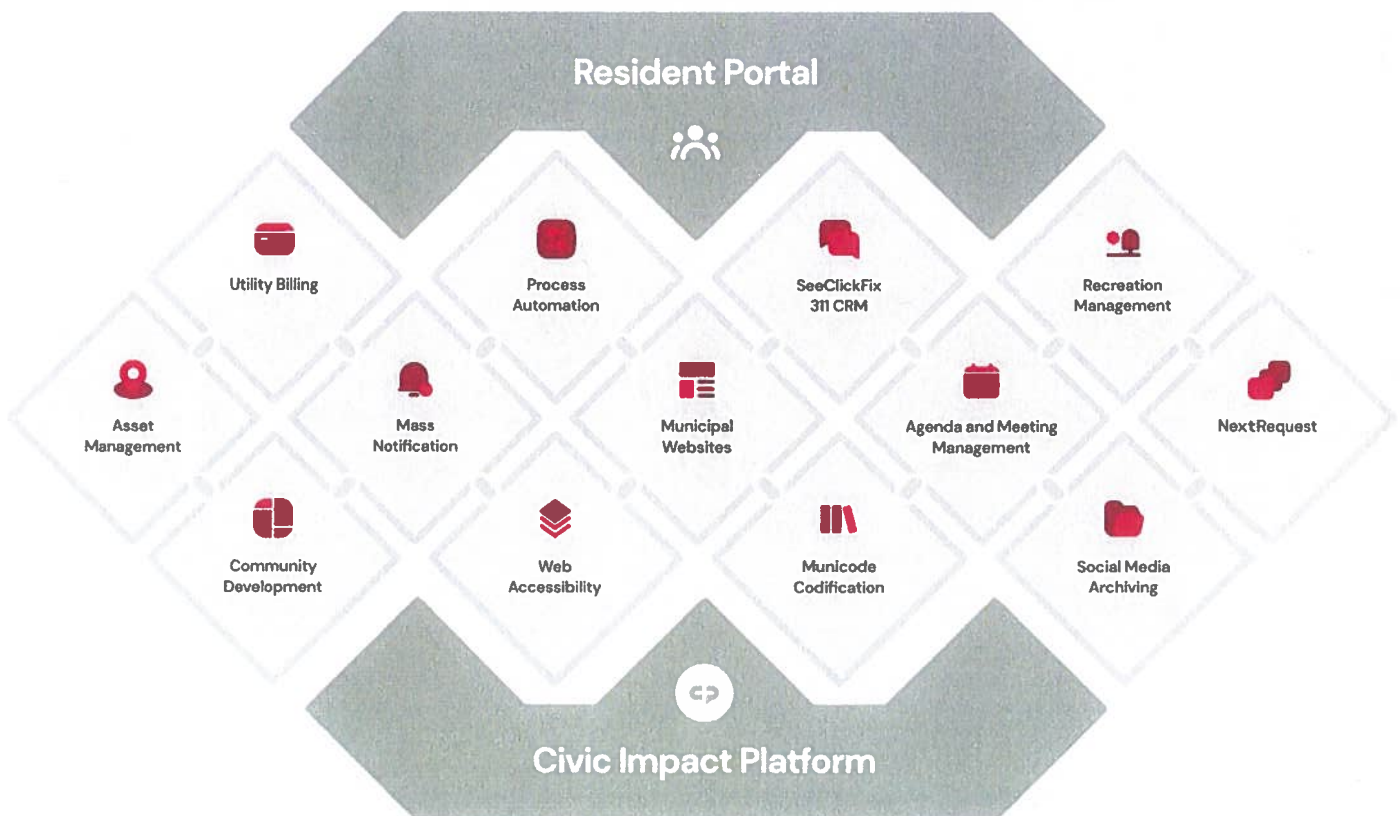 Resident Portal
Utility Billing
Process
Automation
SeeClickFix
311 CRM
Recreation
Management
Asset
Management
Mass
Notification
Municipal
Websites
Agenda and Meeting
Management
NextRequest
Community
Development
Web
Accessibility
Municode
Codification
Social Media
Archiving
Civic Impact Platform